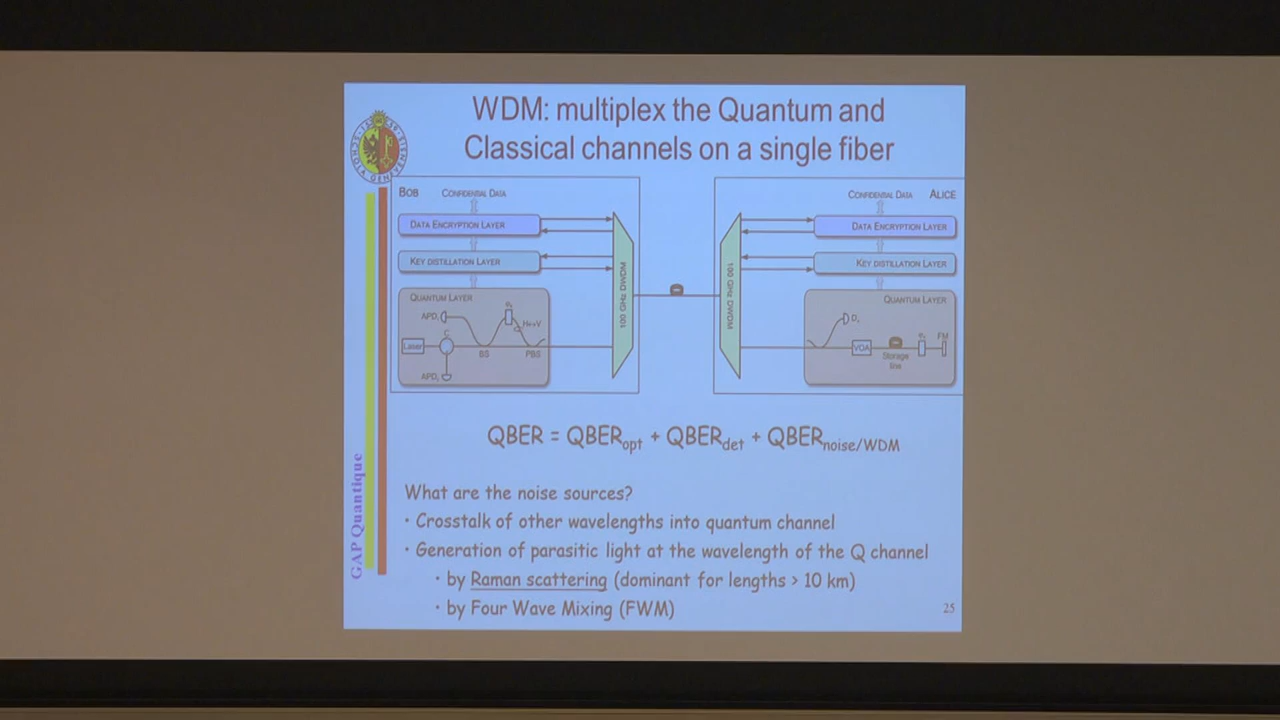 WDM: multiplex the Quantum and
Classical channels on a single fiber
BOB
CONFIDENTIAL DATA
DATA ENCRYPTION LAYER
KEY DISTILLATION LAYER
QUANTUM LAYER
APD
C
Laser
BS
PBS
H↔V
APD
100 GHz DWDM
100 GHz DWDM
CONFIDENTIAL DATA
ALICE
DATA ENCRYPTION LAYER
KEY DISTILLATION LAYER
QUANTUM LAYER
VOA
Storage
line
FM
QBER = QBERopt + QBERdet + QBERnoise/WDM
What are the noise sources?
• Crosstalk of other wavelengths into quantum channel
• Generation of parasitic light at the wavelength of the Q channel
• by Raman scattering (dominant for lengths > 10 km)
• by Four Wave Mixing (FWM)
GAP Quantique
25